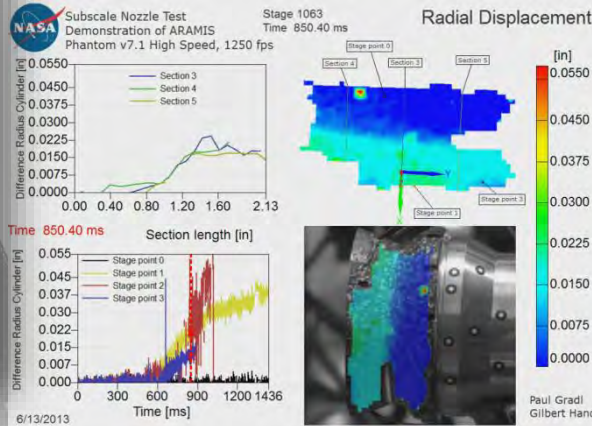 NASA
Subscale Nozzle Test
Demonstration of ARAMIS
Phantom v7.1 High Speed, 1250 fps
Stage 1063
Time 850.40 ms
Radial Displacement
Difference Radius Cylinder [in]
0.0550
0.0450
0.0375
0.0300
0.0225
0.0150
0.0075
0.0000
0.00 0.40 0.80 1.20 1.60 2.13
Section 3
Section 4
Section 5
Section length [in]
Stage point 0
Section 4
Section 3
Section 5
Y
X
Stage point 1
Stage point 3
[in]
0.0550
0.0450
0.0375
0.0300
0.0225
0.0150
0.0075
0.0000
Time 850.40 ms
Difference Radius Cylinder [in]
0.055
0.045
0.037
0.030
0.022
0.015
0.007
0.000
0 300 600 900 1200 1436
Stage point 0
Stage point 1
Stage point 2
Stage point 3
Time [ms]
6/13/2013
Paul Gradl
Gilbert Hand